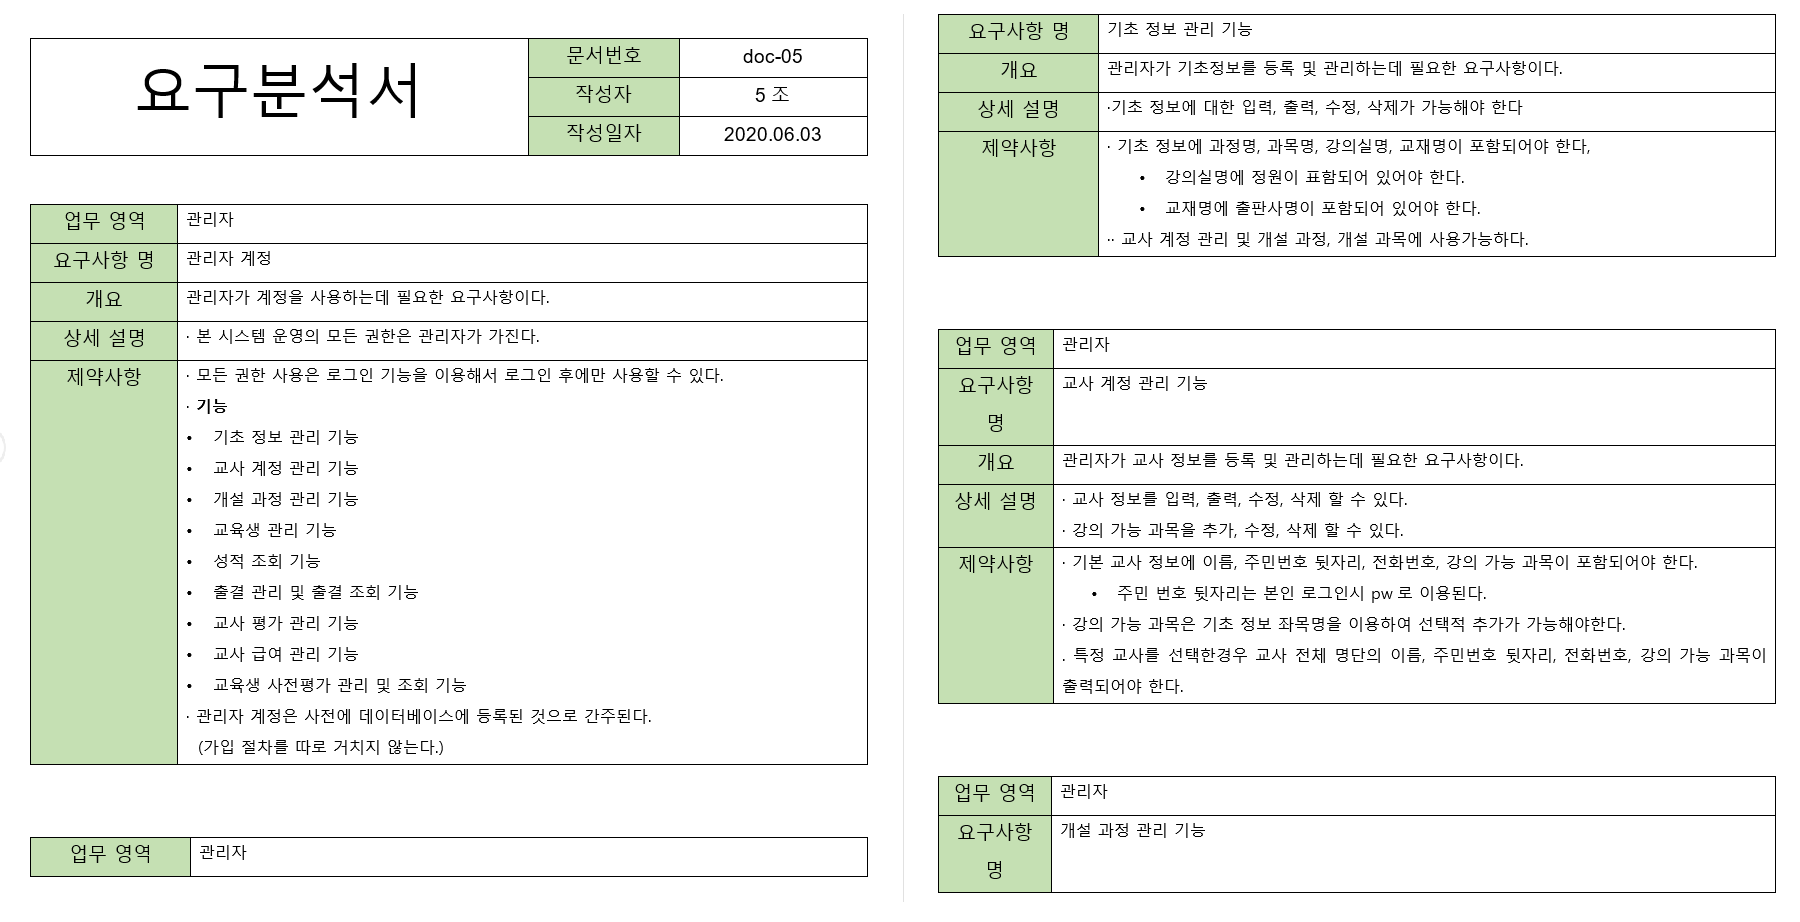 요구분석서
문서번호 doc-05
작성자 5 조
작성일자 2020.06.03
업무 영역 관리자
요구사항 명 관리자 계정
개요 관리자가 계정을 사용하는데 필요한 요구사항이다.
상세 설명 · 본 시스템 운영의 모든 권한은 관리자가 가진다.
제약사항 · 모든 권한 사용은 로그인 기능을 이용해서 로그인 후에만 사용할 수 있다.
· 기능
• 기초 정보 관리 기능
• 교사 계정 관리 기능
• 개설 과정 관리 기능
• 교육생 관리 기능
• 성적 조회 기능
• 출결 관리 및 출결 조회 기능
• 교사 평가 관리 기능
• 교사 급여 관리 기능
• 교육생 사전평가 관리 및 조회 기능
· 관리자 계정은 사전에 데이터베이스에 등록된 것으로 간주된다.
(가입 절차를 따로 거치지 않는다.)
업무 영역 관리자
요구사항 명 기초 정보 관리 기능
개요 관리자가 기초정보를 등록 및 관리하는데 필요한 요구사항이다.
상세 설명 ·기초 정보에 대한 입력, 출력, 수정, 삭제가 가능해야 한다
제약사항 · 기초 정보에 과정명, 과목명, 강의실명, 교재명이 포함되어야 한다,
• 강의실명에 정원이 표함되어 있어야 한다.
• 교재명에 출판사명이 포함되어 있어야 한다.
·· 교사 계정 관리 및 개설 과정, 개설 과목에 사용가능하다.
업무 영역 관리자
요구사항 교사 계정 관리 기능
명
개요 관리자가 교사 정보를 등록 및 관리하는데 필요한 요구사항이다.
상세 설명 · 교사 정보를 입력, 출력, 수정, 삭제 할 수 있다.
· 강의 가능 과목을 추가, 수정, 삭제 할 수 있다.
제약사항 · 기본 교사 정보에 이름, 주민번호 뒷자리, 전화번호, 강의 가능 과목이 포함되어야 한다.
• 주민 번호 뒷자리는 본인 로그인시 pw 로 이용된다.
· 강의 가능 과목은 기초 정보 좌목명을 이용하여 선택적 추가가 가능해야한다.
. 특정 교사를 선택한경우 교사 전체 명단의 이름, 주민번호 뒷자리, 전화번호, 강의 가능 과목이
출력되어야 한다.
업무 영역 관리자
요구사항 개설 과정 관리 기능
명